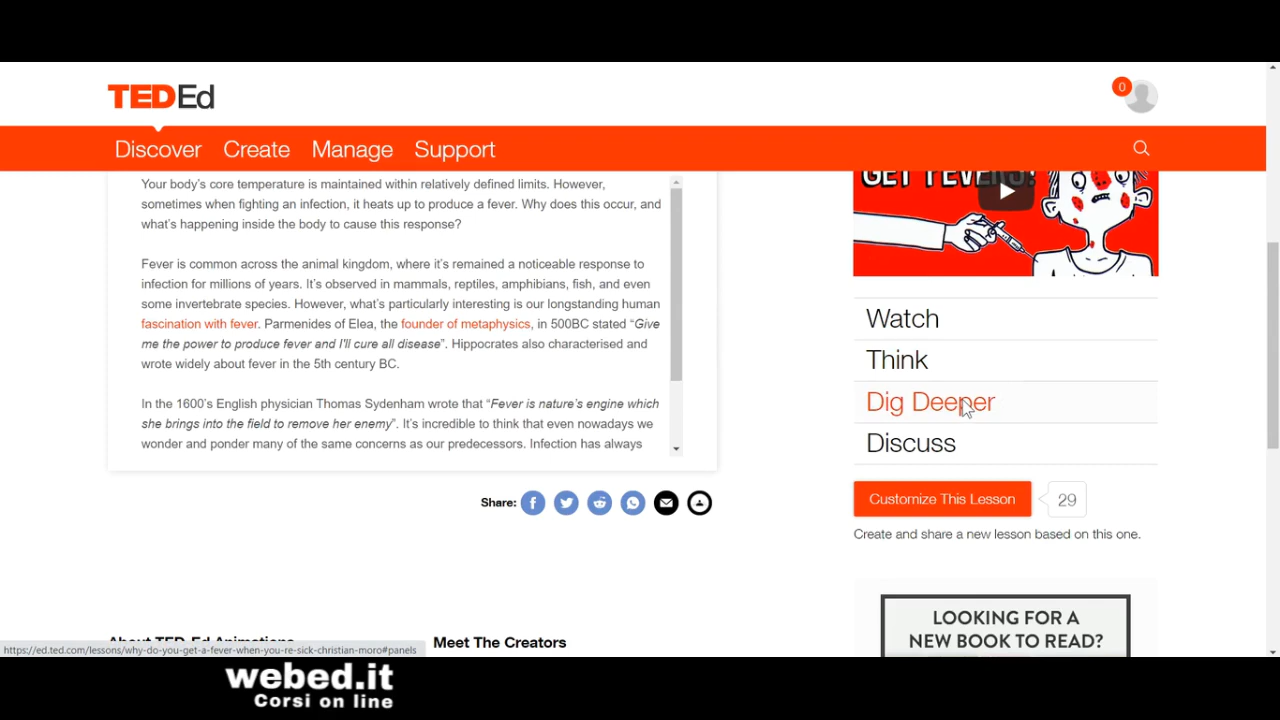 TEDEd
0
Discover Create Manage Support
Your body's core temperature is maintained within relatively defined limits. However,
sometimes when fighting an infection, it heats up to produce a fever. Why does this occur, and
what's happening inside the body to cause this response?
Fever is common across the animal kingdom, where it's remained a noticeable response to
infection for millions of years. It's observed in mammals, reptiles, amphibians, fish, and even
some invertebrate species. However, what's particularly interesting is our longstanding human
fascination with fever. Parmenides of Elea, the founder of metaphysics, in 500BC stated “Give
me the power to produce fever and I'll cure all disease”. Hippocrates also characterised and
wrote widely about fever in the 5th century BC.
In the 1600's English physician Thomas Sydenham wrote that “Fever is nature's engine which
she brings into the field to remove her enemy”. It's incredible to think that even nowadays we
wonder and ponder many of the same concerns as our predecessors. Infection has always
Share:
GET FEVERS?
Watch
Think
Dig Deeper
Discuss
Customize This Lesson 29
Create and share a new lesson based on this one.
LOOKING FOR A
NEW BOOK TO READ?
About TED-Ed Animations Meet The Creators
https://ed.ted.com/lessons/why-do-you-get-a-fever-when-you-re-sick-christian-moro#panels
webed.it
Corsi on line